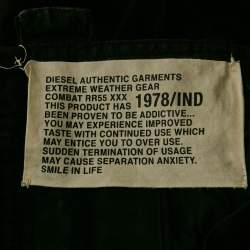 DIESEL AUTHENTIC GARMENTS
EXTREME WEATHER GEAR
COMBAT RR55 XXX 1978/IND
THIS PRODUCT HAS
BEEN PROVEN TO BE ADDICTIVE...
YOU MAY EXPERIENCE IMPROVED
TASTE WITH CONTINUED USE WHICH
MAY ENTICE YOU TO OVER USE.
SUDDEN TERMINATION OF USAGE
MAY CAUSE SEPARATION ANXIETY.
SMILE IN LIFE